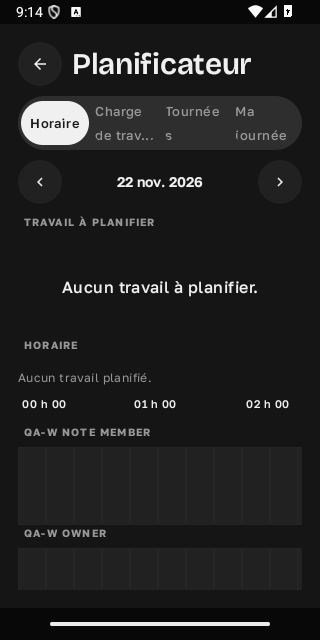 9:14
Planificateur
Horaire
Charge
de trav...
Tournée
s
Ma
journée
22 nov. 2026
TRAVAIL À PLANIFIER
Aucun travail à planifier.
HORAIRE
Aucun travail planifié.
00 h 00
01 h 00
02 h 00
QA-W NOTE MEMBER
QA-W OWNER